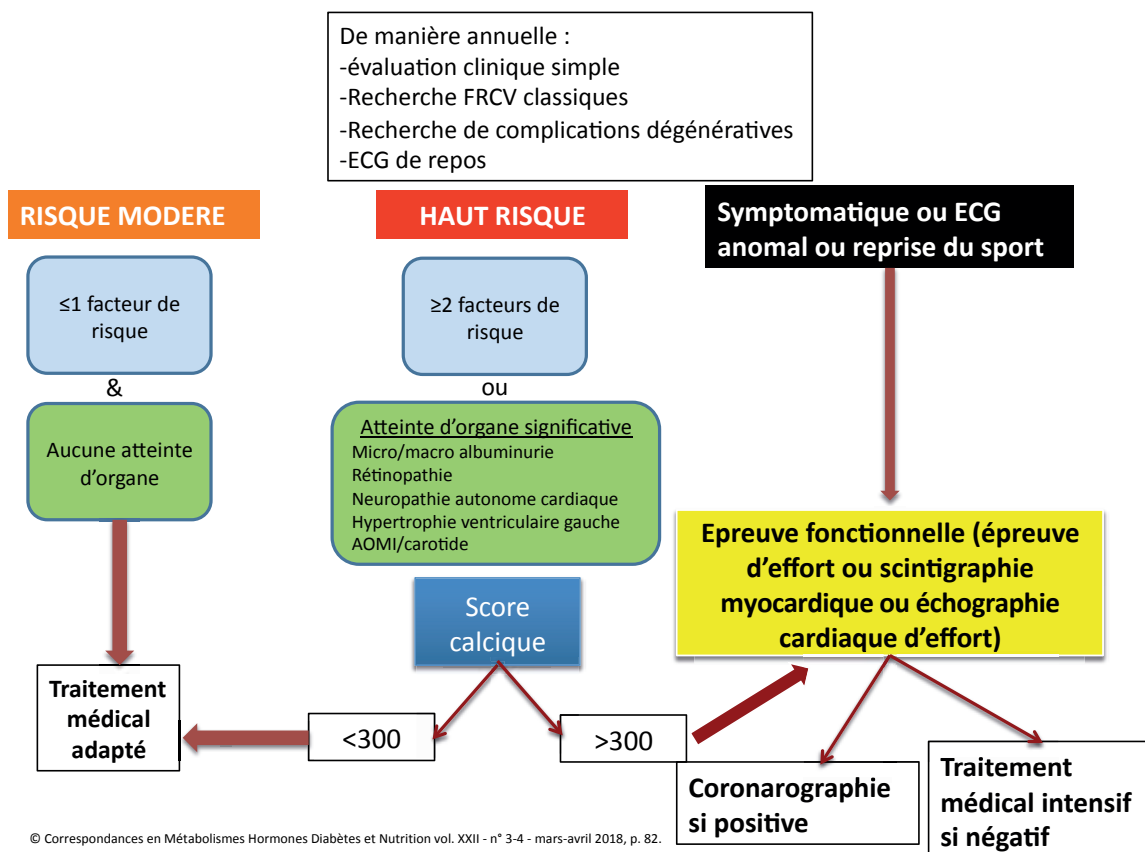 De manière annuelle :
-évaluation clinique simple
-Recherche FRCV classiques
-Recherche de complications dégénératives
-ECG de repos
RISQUE MODERE
HAUT RISQUE
Symptomatique ou ECG
anomal ou reprise du sport
≤1 facteur de
risque
≥2 facteurs de
risque
&
ou
Aucune atteinte
d'organe
Atteinte d'organe significative
Micro/macro albuminurie
Rétinopathie
Neuropathie autonome cardiaque
Hypertrophie ventriculaire gauche
AOMI/carotide
Epreuve fonctionnelle (épreuve
d'effort ou scintigraphie
myocardique ou échographie
cardiaque d'effort)
Score
calcique
Traitement
médical
adapté
<300
>300
Coronarographie
si positive
Traitement
médical intensif
si négatif
© Correspondances en Métabolismes Hormones Diabètes et Nutrition vol. XXII - n° 3-4 - mars-avril 2018, p. 82.